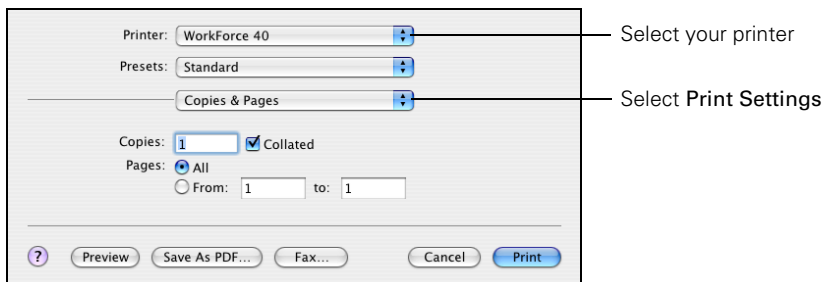 Printer: WorkForce 40
Select your printer
Presets: Standard
Copies & Pages
Select Print Settings
Copies: 1 Collated
Pages: All
From: 1 to: 1
? Preview Save As PDF... Fax... Cancel Print